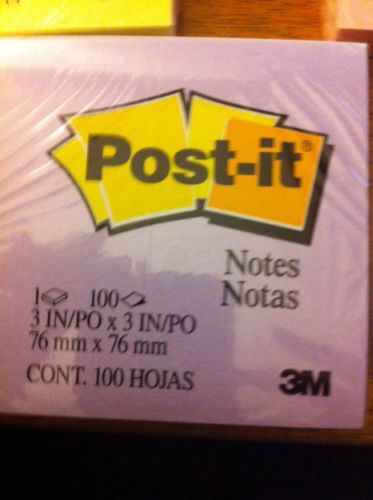 Post-it®
Notes
Notas
1 100
3 IN/PO x 3 IN/PO
76 mm x 76 mm
CONT. 100 HOJAS
3M